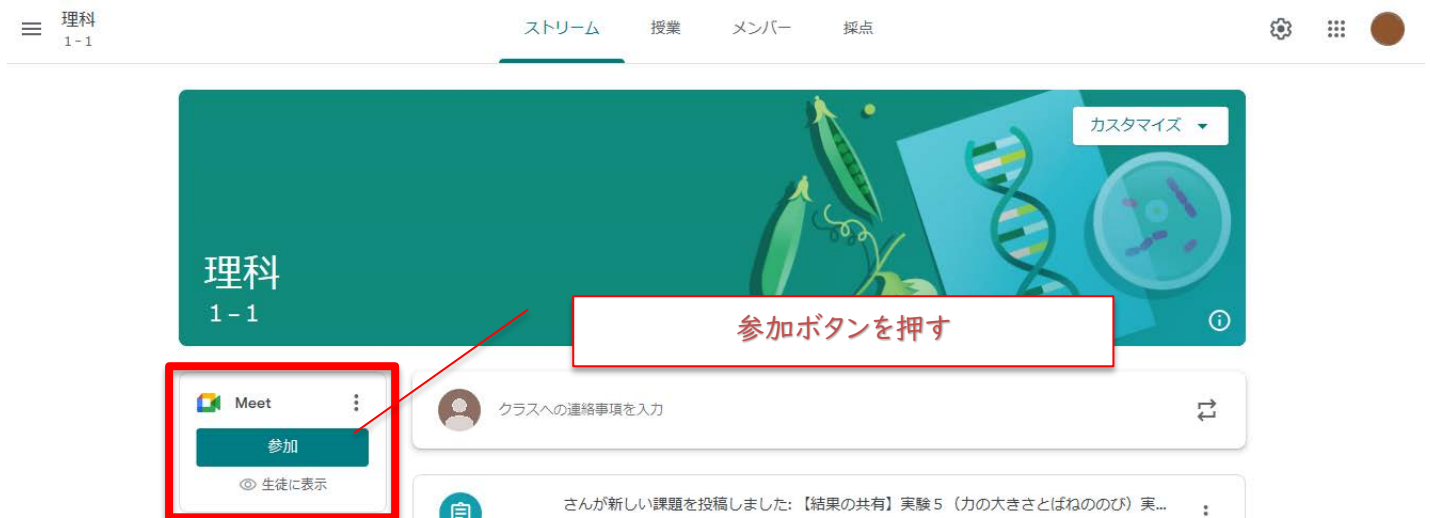 理科
1-1
ストリーム 授業 メンバー 採点
カスタマイズ
理科
1-1
参加ボタンを押す
Meet
参加
生徒に表示
クラスへの連絡事項を入力
さんが新しい課題を投稿しました: 【結果の共有】実験5（力の大きさとばねののび）実...